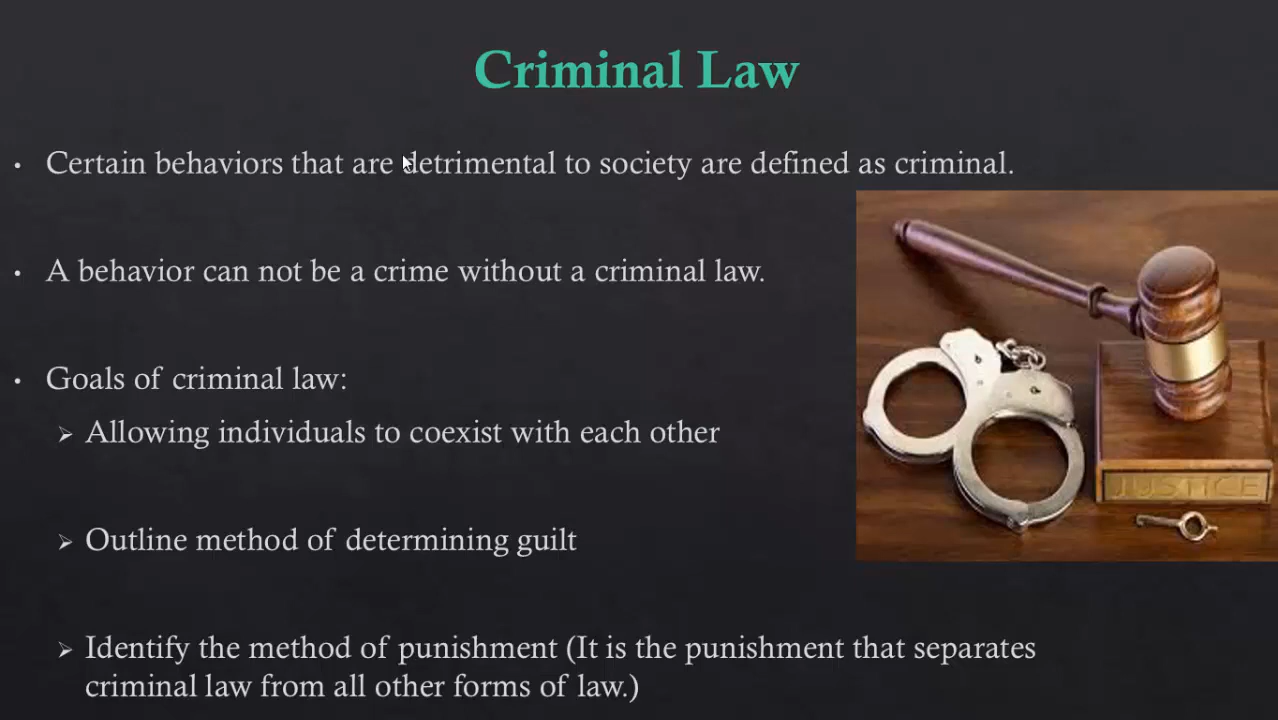 Criminal Law
• Certain behaviors that are detrimental to society are defined as criminal.
• A behavior can not be a crime without a criminal law.
• Goals of criminal law:
➢ Allowing individuals to coexist with each other
➢ Outline method of determining guilt
➢ Identify the method of punishment (It is the punishment that separates
criminal law from all other forms of law.)
JUSTICE